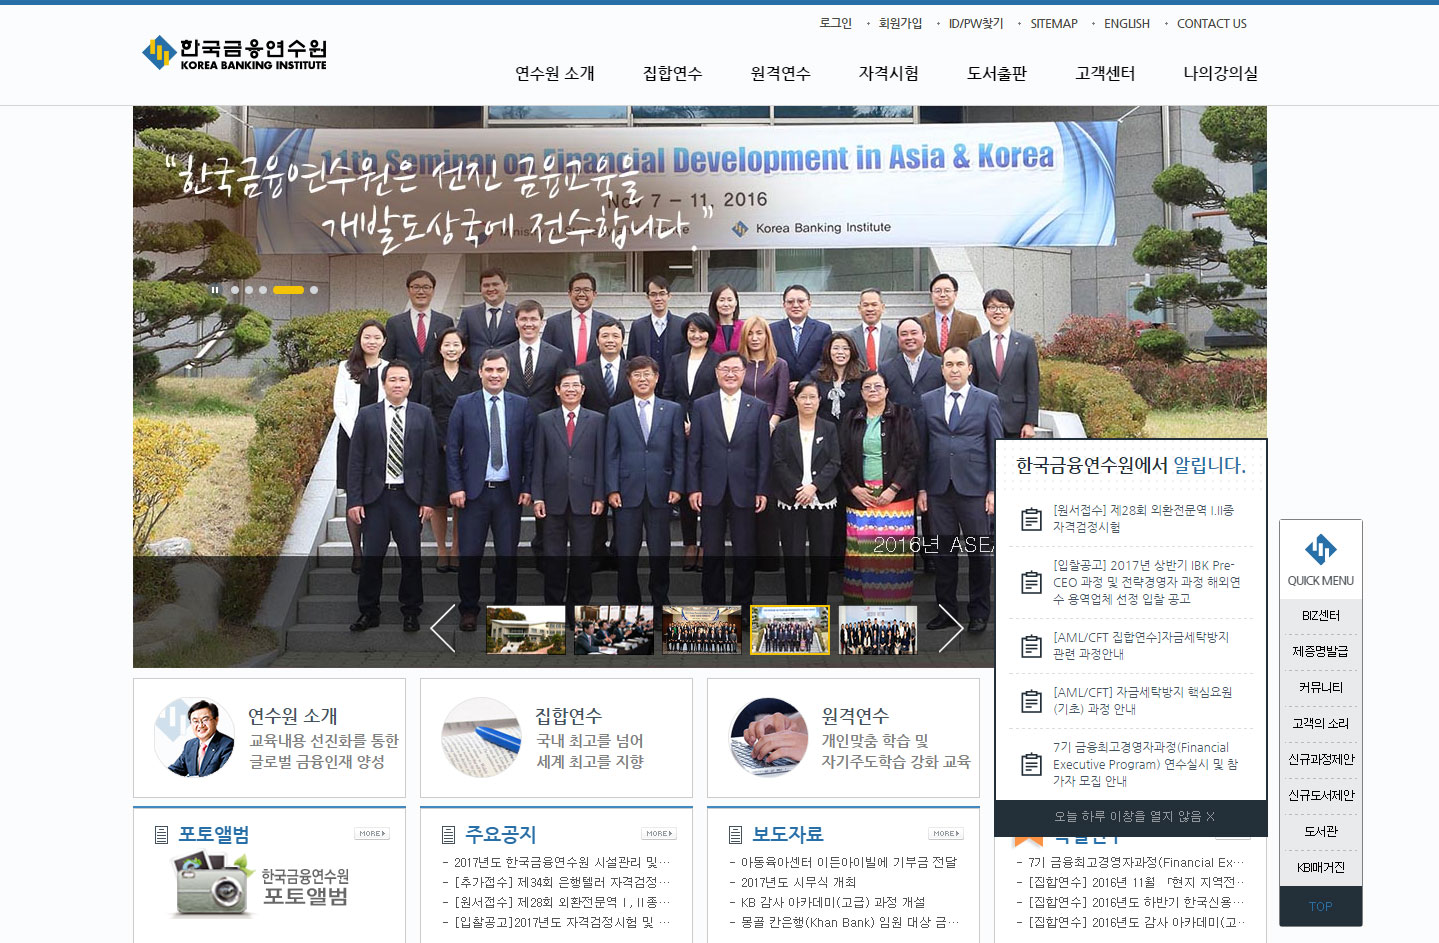 로그인 회원가입 ID/PW찾기 SITEMAP ENGLISH CONTACT US
한국금융연수원
KOREA BANKING INSTITUTE
연수원 소개 집합연수 원격연수 자격시험 도서출판 고객센터 나의강의실
11th Seminar on Financial Development in Asia & Korea
Nov 7 - 11, 2016
Korea Banking Institute
"한국금융연수원은 선진 금융교육을
개발도상국에 전수합니다."
2016년 ASEA
한국금융연수원에서 알립니다.
[원서접수] 제28회 외환전문역 I.II종
자격검정시험
[입찰공고] 2017년 상반기 IBK Pre-
CEO 과정 및 전략경영자 과정 해외연
수 용역업체 선정 입찰 공고
[AML/CFT 집합연수]자금세탁방지
관련 과정안내
[AML/CFT] 자금세탁방지 핵심요원
(기초) 과정 안내
7기 금융최고경영자과정(Financial
Executive Program) 연수실시 및 참
가자 모집 안내
오늘 하루 이창을 열지 않음 X
QUICK MENU
BIZ센터
제증명발급
커뮤니티
고객의 소리
신규과정제안
신규도서제안
도서관
KBI매거진
TOP
연수원 소개
교육내용 선진화를 통한
글로벌 금융인재 양성
집합연수
국내 최고를 넘어
세계 최고를 지향
원격연수
개인맞춤 학습 및
자기주도학습 강화 교육
포토앨범 MORE
한국금융연수원
포토앨범
주요공지 MORE
- 2017년도 한국금융연수원 시설관리 및…
- [추가접수] 제34회 은행텔러 자격검정…
- [원서접수] 제28회 외환전문역 Ⅰ,Ⅱ종…
- [입찰공고]2017년도 자격검정시험 및 …
보도자료 MORE
- 아동육아센터 이든아이빌에 기부금 전달
- 2017년도 시무식 개최
- KB 감사 아카데미(고급) 과정 개설
- 몽골 칸은행(Khan Bank) 임원 대상 금…
- 7기 금융최고경영자과정(Financial Ex…
- [집합연수] 2016년 11월 「현지 지역전…
- [집합연수] 2016년도 하반기 한국신용…
- [집합연수] 2016년도 감사 아카데미(고…